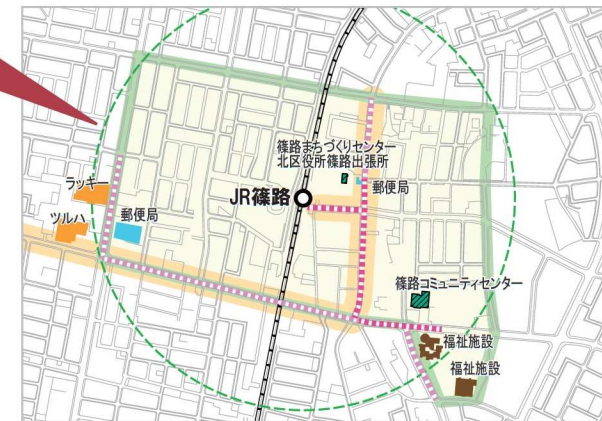 篠路まちづくりセンター
北区役所篠路出張所
郵便局
JR篠路
ラッキー
ツルハ
郵便局
篠路コミュニティセンター
福祉施設
福祉施設